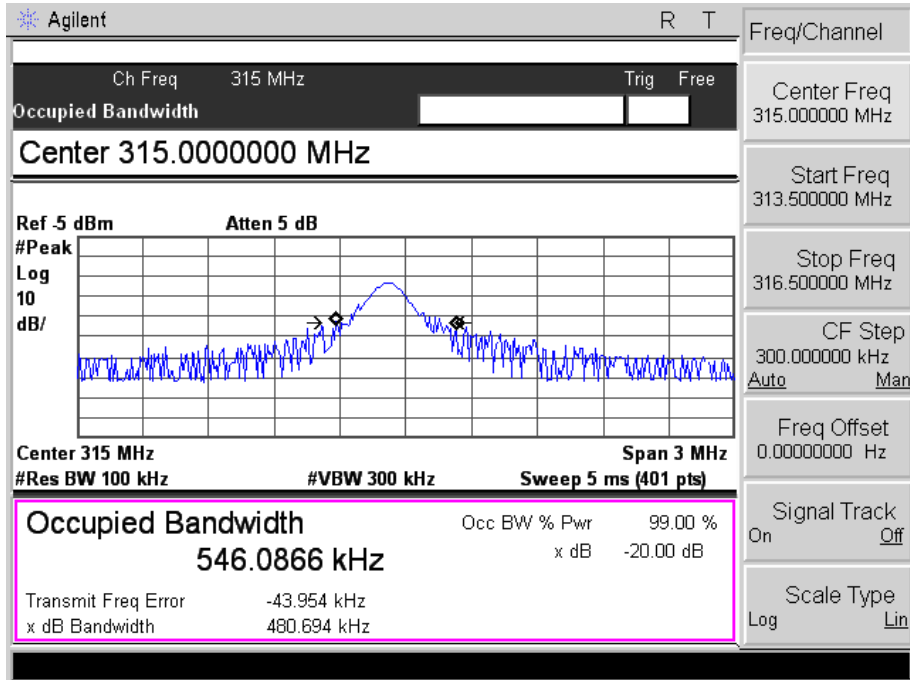 Agilent R T
Ch Freq 315 MHz Trig Free
Occupied Bandwidth
Center 315.0000000 MHz
Ref -5 dBm Atten 5 dB
#Peak
Log
10
dB/
Center 315 MHz Span 3 MHz
#Res BW 100 kHz #VBW 300 kHz Sweep 5 ms (401 pts)
Occupied Bandwidth
546.0866 kHz
Occ BW % Pwr 99.00 %
x dB -20.00 dB
Transmit Freq Error -43.954 kHz
x dB Bandwidth 480.694 kHz
Freq/Channel
Center Freq
315.000000 MHz
Start Freq
313.500000 MHz
Stop Freq
316.500000 MHz
CF Step
300.000000 kHz
Auto Man
Freq Offset
0.00000000 Hz
Signal Track
On Off
Scale Type
Log Lin